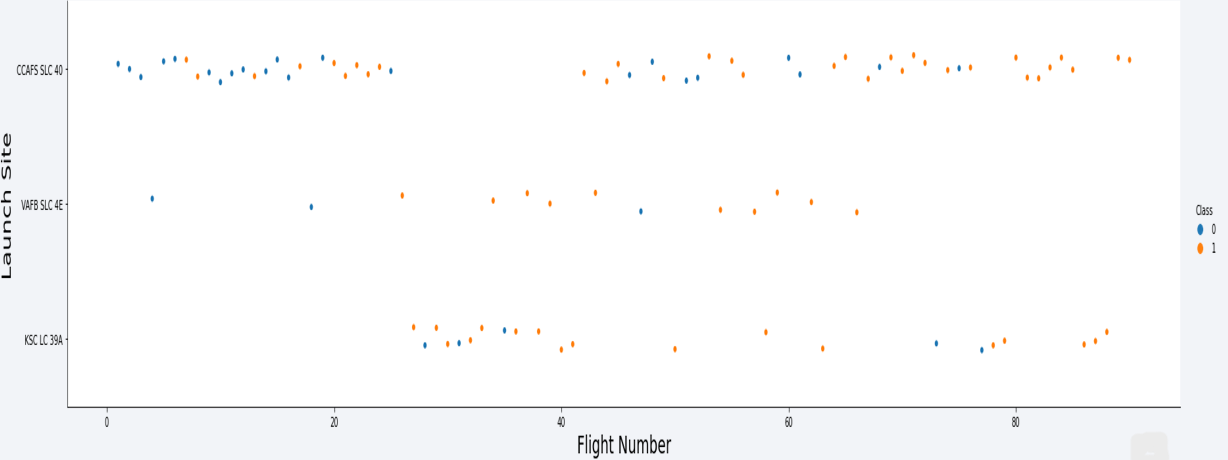 Launch Site
CCAFS SLC 40
VAFB SLC 4E
KSC LC 39A
0 20 40 60 80
Flight Number
Class
0
1